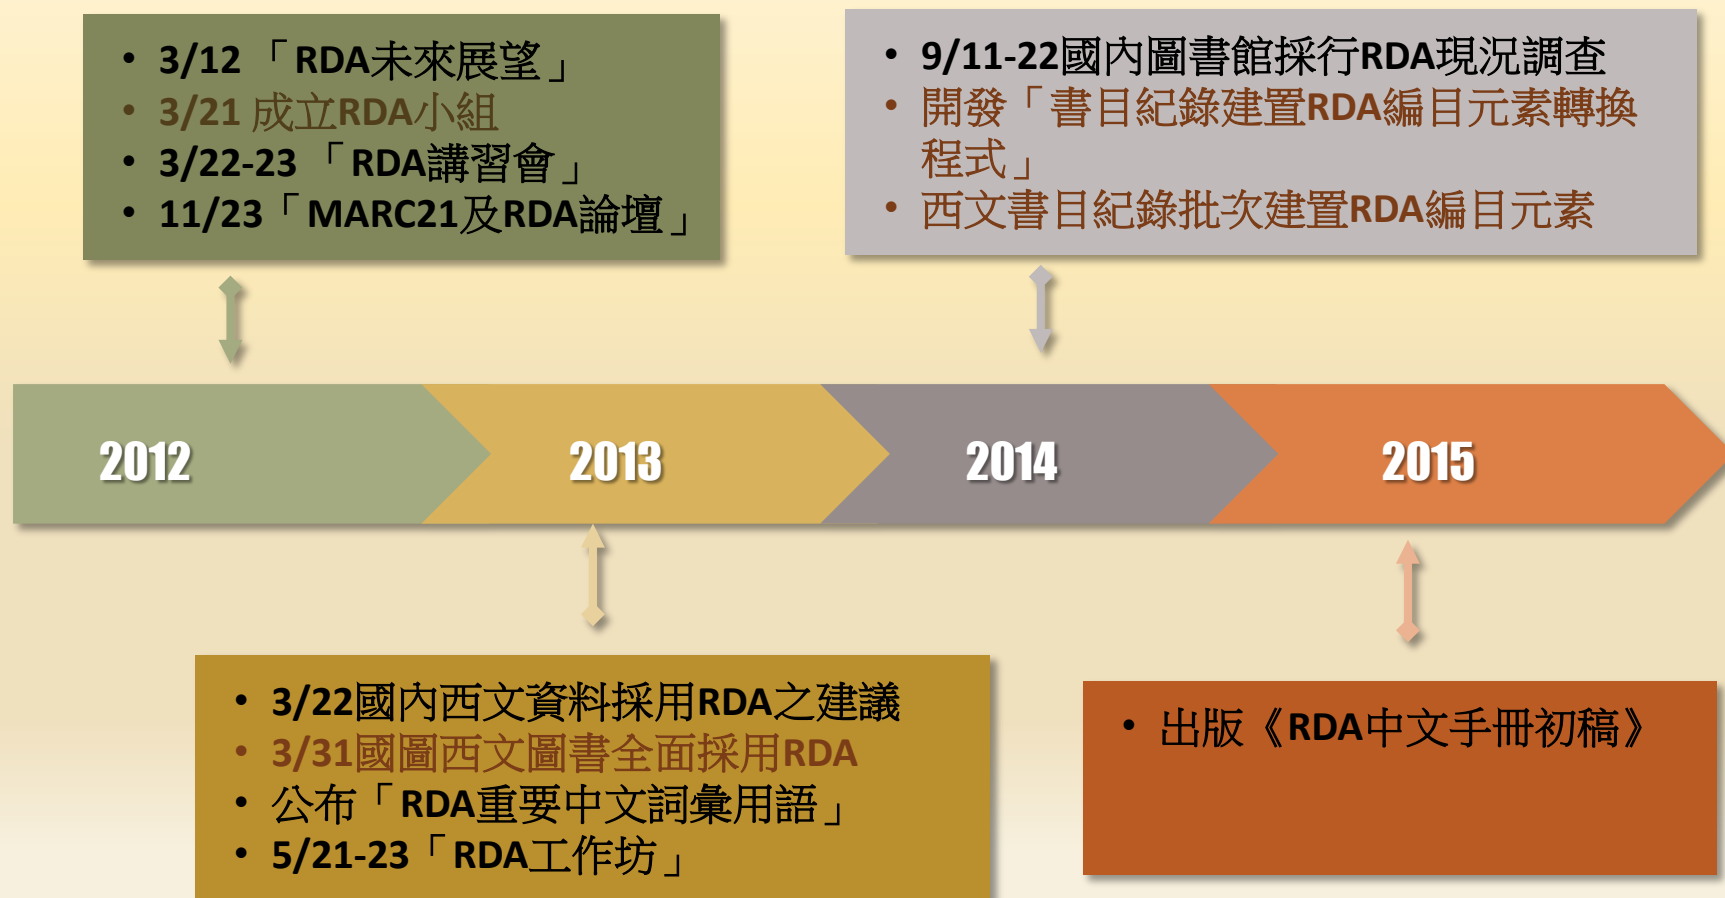 • 3/12 「RDA未來展望」
• 3/21 成立RDA小組
• 3/22-23 「RDA講習會」
• 11/23「MARC21及RDA論壇」
• 9/11-22國內圖書館採行RDA現況調查
• 開發「書目紀錄建置RDA編目元素轉換
程式」
• 西文書目紀錄批次建置RDA編目元素
2012
2013
2014
2015
• 3/22國內西文資料採用RDA之建議
• 3/31國圖西文圖書全面採用RDA
• 公布「RDA重要中文詞彙用語」
• 5/21-23「RDA工作坊」
• 出版《RDA中文手冊初稿》